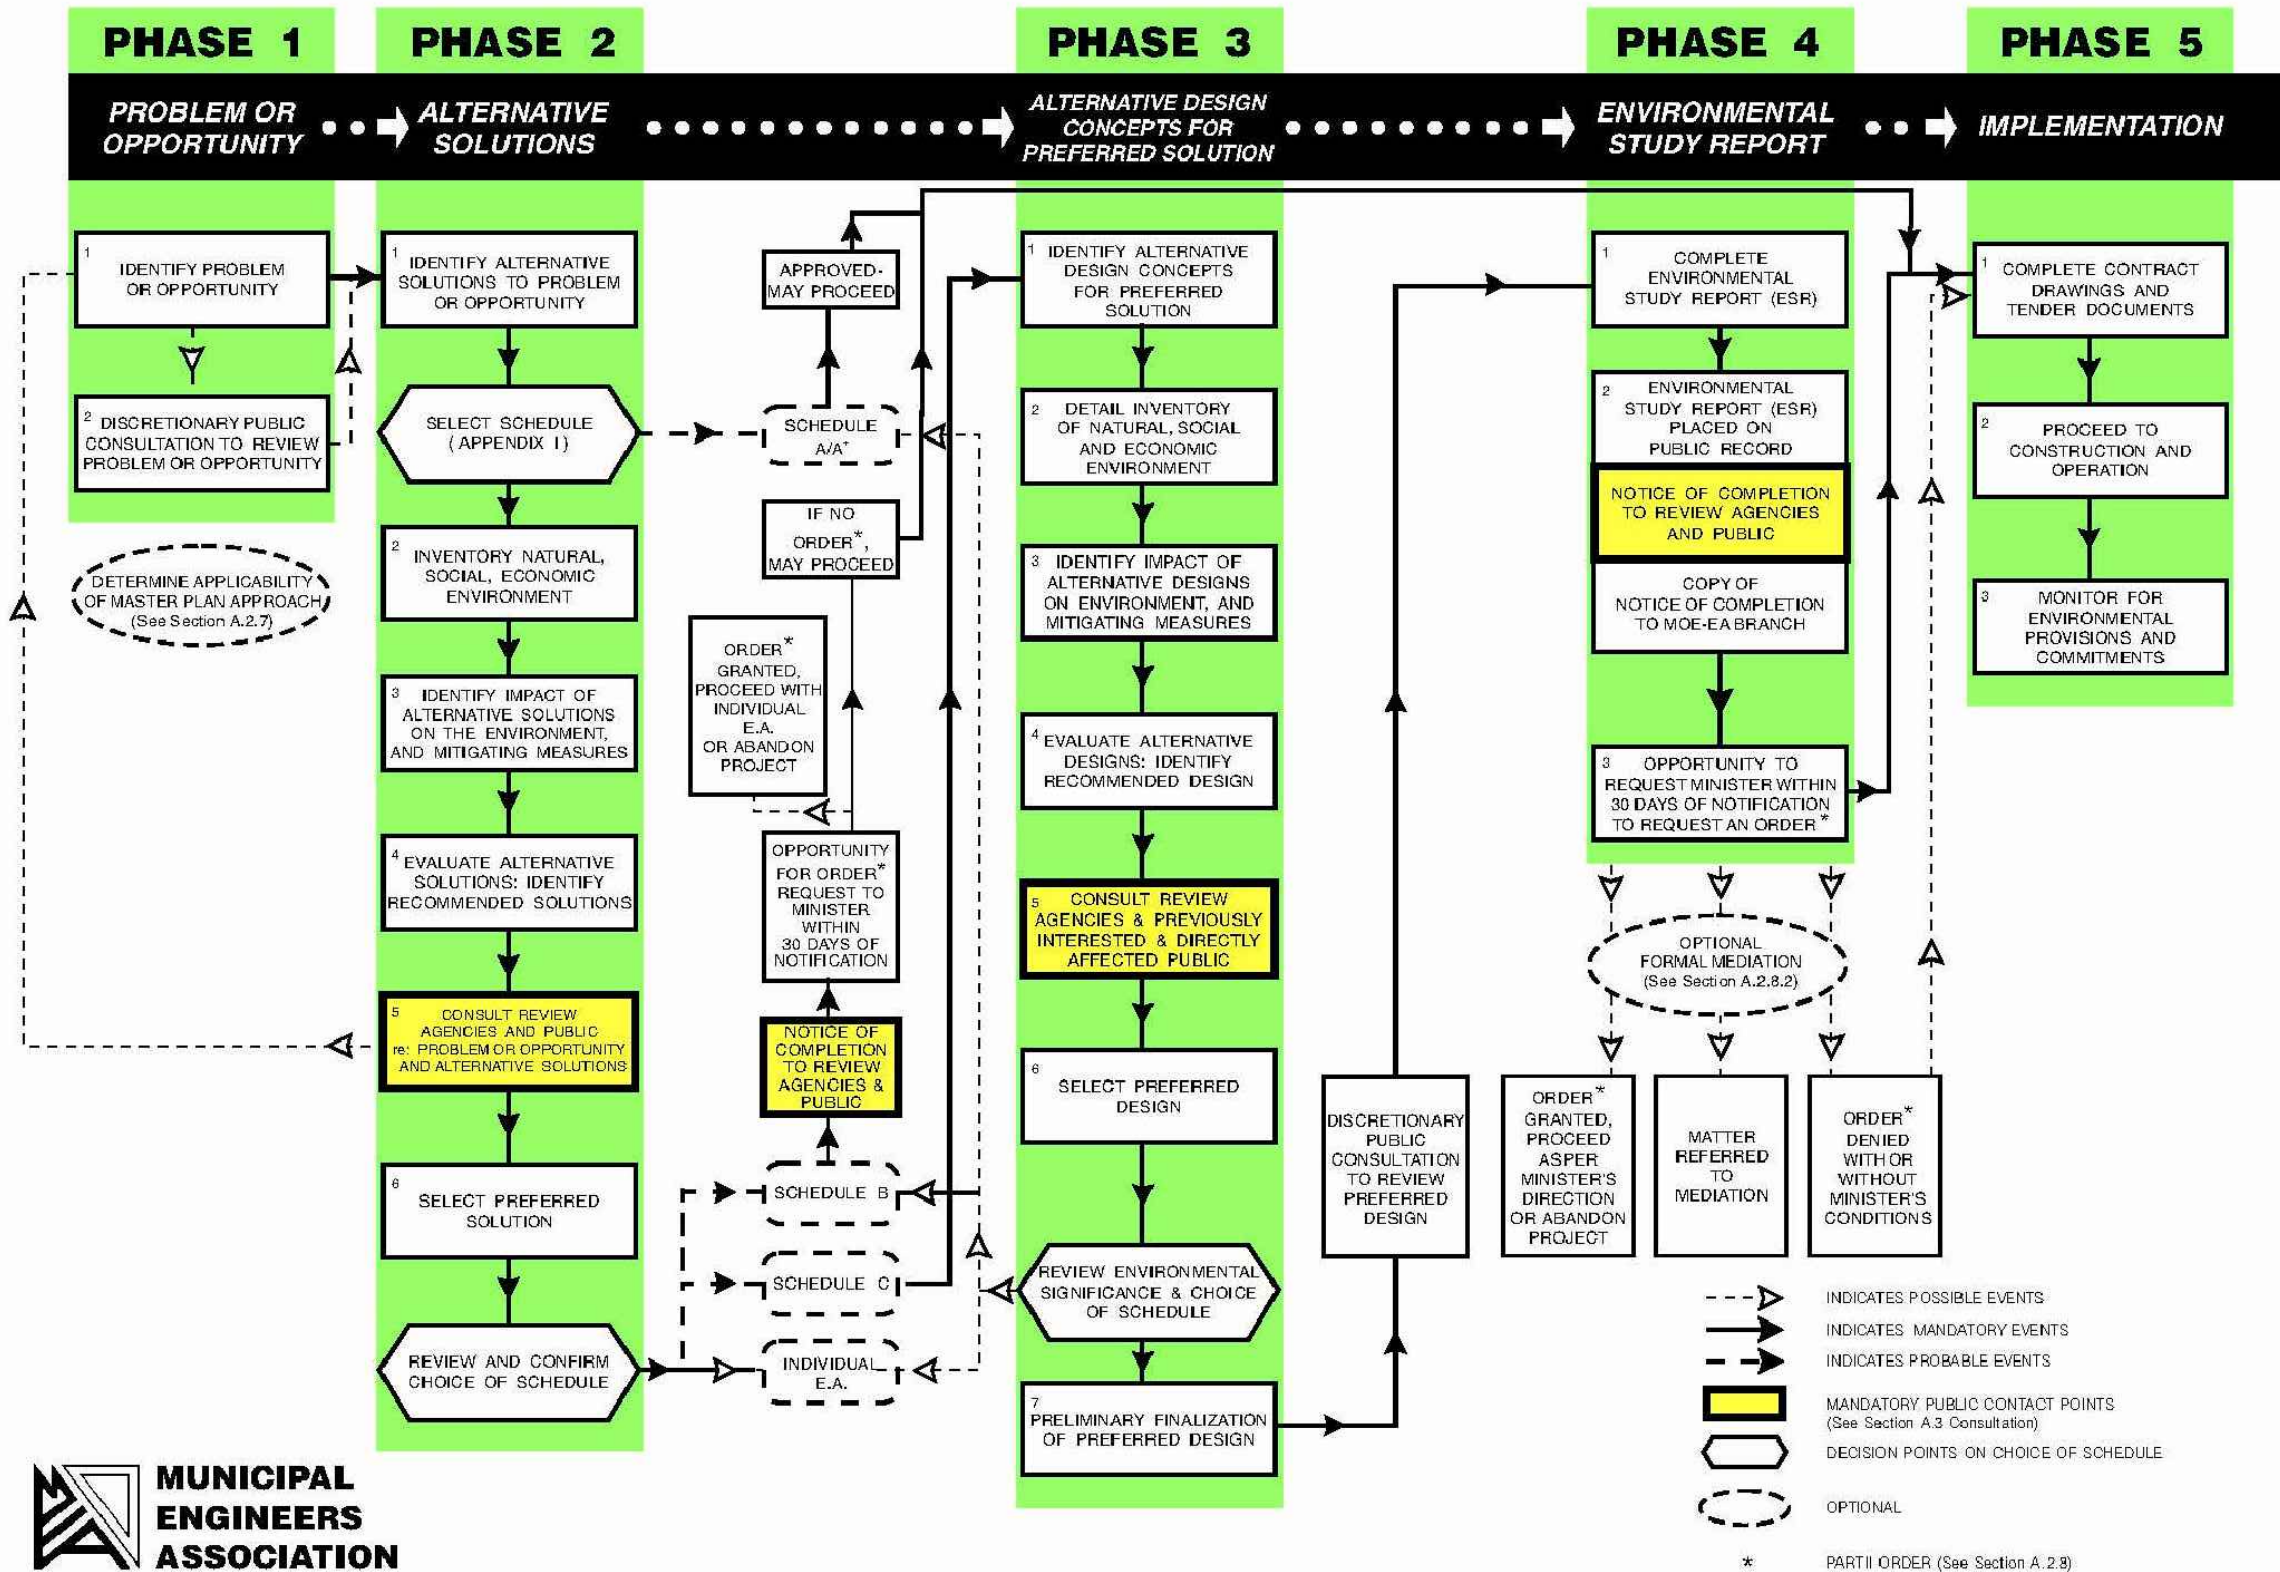 PHASE 1
PHASE 2
PHASE 3
PHASE 4
PHASE 5
PROBLEM OR
OPPORTUNITY
ALTERNATIVE
SOLUTIONS
ALTERNATIVE DESIGN
CONCEPTS FOR
PREFERRED SOLUTION
ENVIRONMENTAL
STUDY REPORT
IMPLEMENTATION
1
IDENTIFY PROBLEM
OR OPPORTUNITY
2 DISCRETIONARY PUBLIC
CONSULTATION TO REVIEW
PROBLEM OR OPPORTUNITY
DETERMINE APPLICABILITY
OF MASTER PLAN APPROACH
(See Section A.2.7)
1
IDENTIFY ALTERNATIVE
SOLUTIONS TO PROBLEM
OR OPPORTUNITY
SELECT SCHEDULE
( APPENDIX I )
2
INVENTORY NATURAL,
SOCIAL, ECONOMIC
ENVIRONMENT
3 IDENTIFY IMPACT OF
ALTERNATIVE SOLUTIONS
ON THE ENVIRONMENT,
AND MITIGATING MEASURES
4 EVALUATE ALTERNATIVE
SOLUTIONS: IDENTIFY
RECOMMENDED SOLUTIONS
5 CONSULT REVIEW
AGENCIES AND PUBLIC
re: PROBLEM OR OPPORTUNITY
AND ALTERNATIVE SOLUTIONS
6
SELECT PREFERRED
SOLUTION
REVIEW AND CONFIRM
CHOICE OF SCHEDULE
APPROVED-
MAY PROCEED
SCHEDULE
A/A+
IF NO
ORDER*,
MAY PROCEED
ORDER*
GRANTED,
PROCEED WITH
INDIVIDUAL
E.A.
OR ABANDON
PROJECT
OPPORTUNITY
FOR ORDER*
REQUEST TO
MINISTER
WITHIN
30 DAYS OF
NOTIFICATION
NOTICE OF
COMPLETION
TO REVIEW
AGENCIES &
PUBLIC
SCHEDULE B
SCHEDULE C
INDIVIDUAL
E.A.
1 IDENTIFY ALTERNATIVE
DESIGN CONCEPTS
FOR PREFERRED
SOLUTION
2 DETAIL INVENTORY
OF NATURAL, SOCIAL
AND ECONOMIC
ENVIRONMENT
3 IDENTIFY IMPACT OF
ALTERNATIVE DESIGNS
ON ENVIRONMENT, AND
MITIGATING MEASURES
4 EVALUATE ALTERNATIVE
DESIGNS: IDENTIFY
RECOMMENDED DESIGN
5 CONSULT REVIEW
AGENCIES & PREVIOUSLY
INTERESTED & DIRECTLY
AFFECTED PUBLIC
6
SELECT PREFERRED
DESIGN
REVIEW ENVIRONMENTAL
SIGNIFICANCE & CHOICE
OF SCHEDULE
7
PRELIMINARY FINALIZATION
OF PREFERRED DESIGN
DISCRETIONARY
PUBLIC
CONSULTATION
TO REVIEW
PREFERRED
DESIGN
1 COMPLETE
ENVIRONMENTAL
STUDY REPORT (ESR)
2 ENVIRONMENTAL
STUDY REPORT (ESR)
PLACED ON
PUBLIC RECORD
NOTICE OF COMPLETION
TO REVIEW AGENCIES
AND PUBLIC
COPY OF
NOTICE OF COMPLETION
TO MOE-EA BRANCH
3 OPPORTUNITY TO
REQUEST MINISTER WITHIN
30 DAYS OF NOTIFICATION
TO REQUEST AN ORDER*
OPTIONAL
FORMAL MEDIATION
(See Section A.2.8.2)
ORDER*
GRANTED,
PROCEED
AS PER
MINISTER'S
DIRECTION
OR ABANDON
PROJECT
MATTER
REFERRED
TO
MEDIATION
ORDER*
DENIED
WITH OR
WITHOUT
MINISTER'S
CONDITIONS
1
COMPLETE CONTRACT
DRAWINGS AND
TENDER DOCUMENTS
2
PROCEED TO
CONSTRUCTION AND
OPERATION
3 MONITOR FOR
ENVIRONMENTAL
PROVISIONS AND
COMMITMENTS
INDICATES POSSIBLE EVENTS
INDICATES MANDATORY EVENTS
INDICATES PROBABLE EVENTS
MANDATORY PUBLIC CONTACT POINTS
(See Section A.3 Consultation)
DECISION POINTS ON CHOICE OF SCHEDULE
OPTIONAL
* PART II ORDER (See Section A.2.8)
MUNICIPAL
ENGINEERS
ASSOCIATION